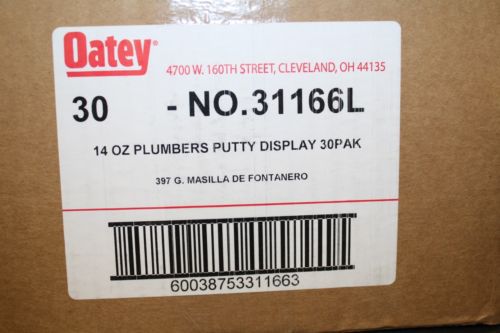 Oatey®
4700 W. 160TH STREET, CLEVELAND, OH 44135
30 - NO.31166L
14 OZ PLUMBERS PUTTY DISPLAY 30PAK
397 G. MASILLA DE FONTANERO
60038753311663